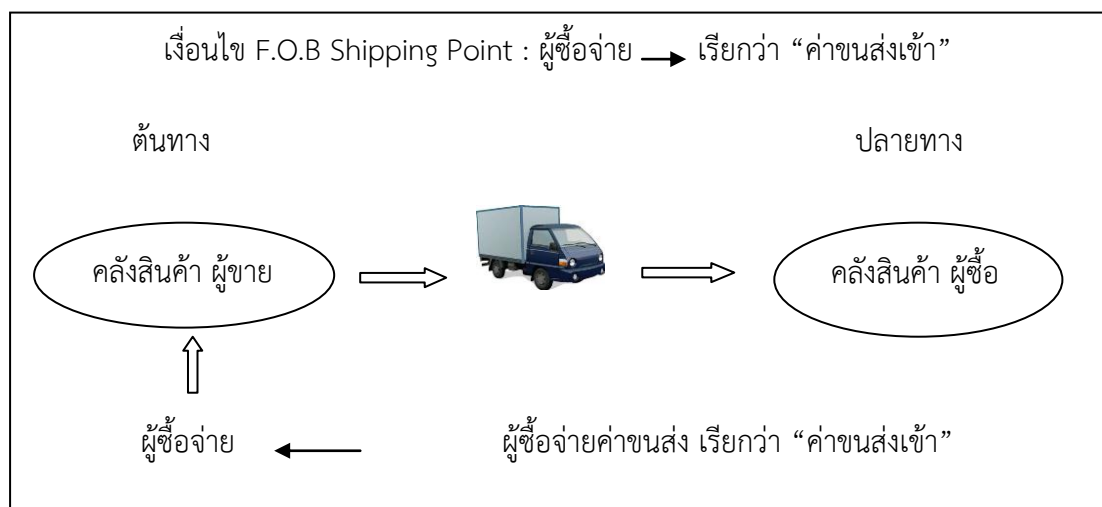 เงื่อนไข F.O.B Shipping Point : ผู้ซื้อจ่าย → เรียกว่า “ค่าขนส่งเข้า”
ต้นทาง ปลายทาง
คลังสินค้า ผู้ขาย คลังสินค้า ผู้ซื้อ
ผู้ซื้อจ่าย ← ผู้ซื้อจ่ายค่าขนส่ง เรียกว่า “ค่าขนส่งเข้า”